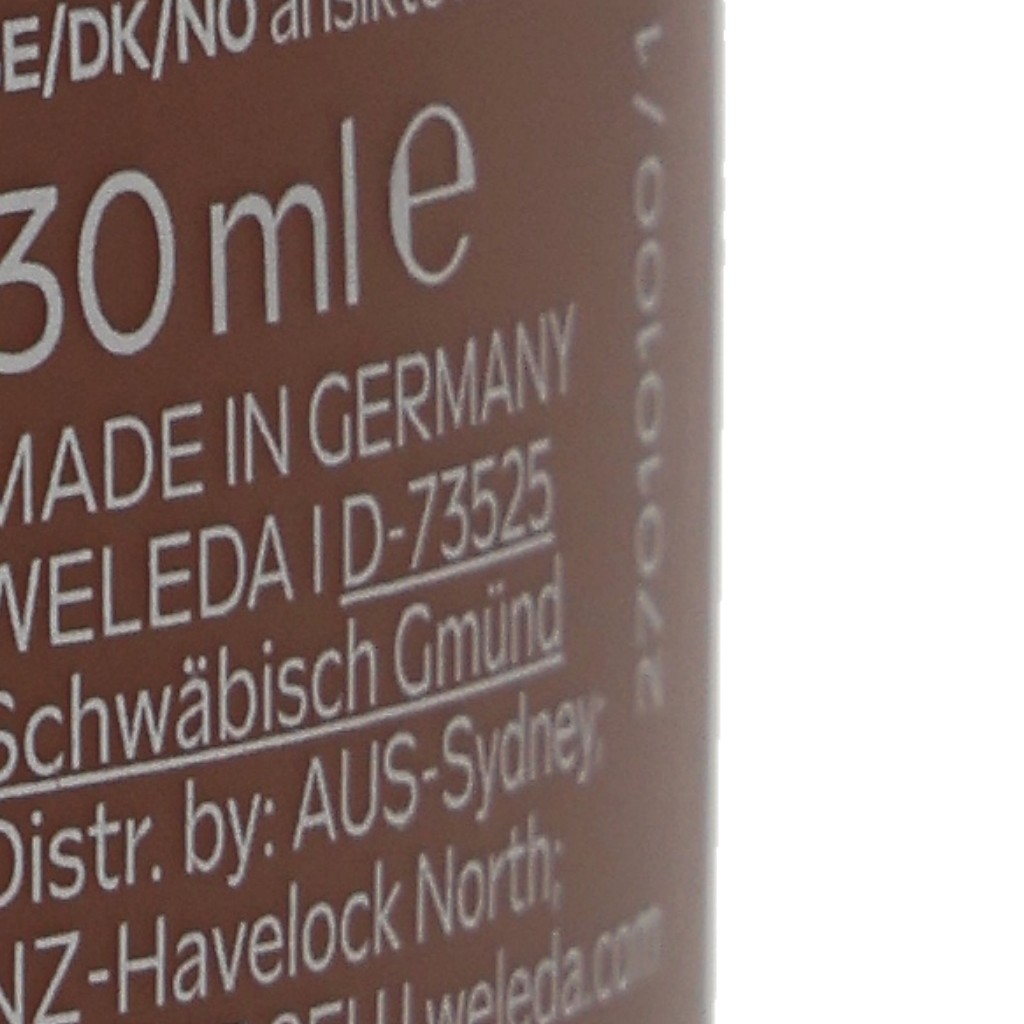 SE/DK/NO
30 ml e
MADE IN GERMANY
WELEDA | D-73525
Schwäbisch Gmünd
Distr. by: AUS-Sydney;
NZ-Havelock North;
weleda.com